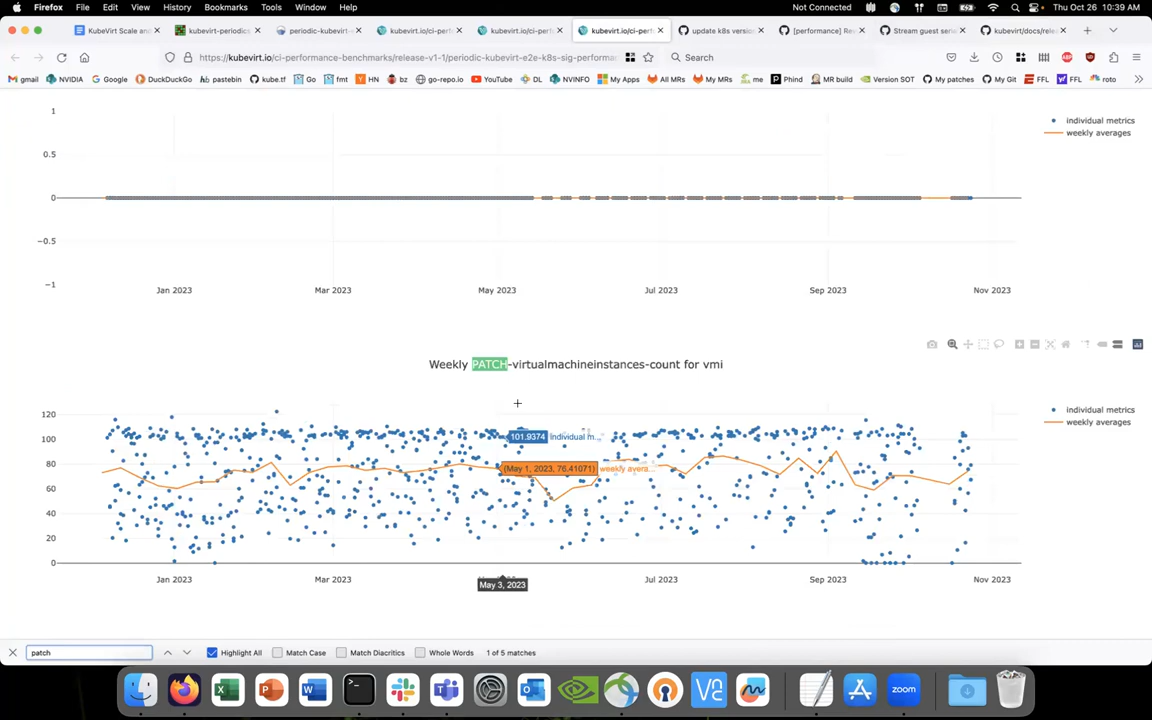 Firefox File Edit View History Bookmarks Tools Window Help Not Connected Thu Oct 26 10:39 AM
KubeVirt Scale an kubevirt-periodics periodic-kubevirt- kubevirt.io/ci-perf kubevirt.io/ci-perf kubevirt.io/ci-perf update k8s version [performance] Re Stream guest seri kubevirt/docs/rele
https://kubevirt.io/ci-performance-benchmarks/release-v1-1/periodic-kubevirt-e2e-k8s-sig-performan Search
gmail NVIDIA Google DuckDuckGo pastebin kube.tf Go fmt HN bz go-repo.io YouTube DL NVINFO My Apps All MRs My MRs me Phind MR build Version SOT My patches My Git FFL FFL roto
1
0.5
0
−0.5
−1
Jan 2023 Mar 2023 May 2023 Jul 2023 Sep 2023 Nov 2023
individual metrics
weekly averages
Weekly PATCH-virtualmachineinstances-count for vmi
individual metrics
weekly averages
120
100
80
60
40
20
0
101.9374 individual m...
(May 1, 2023, 76.41071) weekly avera...
Jan 2023 Mar 2023 Jul 2023 Sep 2023 Nov 2023
May 3, 2023
patch Highlight All Match Case Match Diacritics Whole Words 1 of 5 matches
zoom